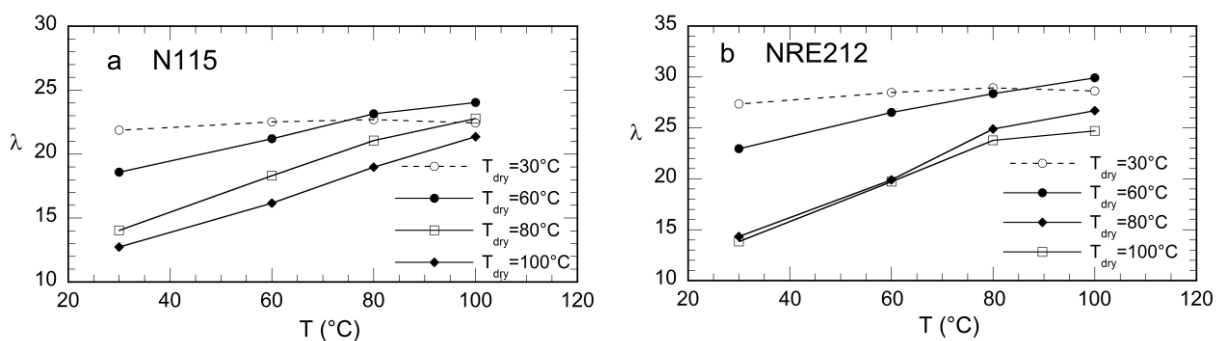 a N115
30
25
λ 20
15
10
T_dry=30°C
T_dry=60°C
T_dry=80°C
T_dry=100°C
20 40 60 80 100 120
T (°C)
b NRE212
35
30
25
λ
20
15
10
T_dry=30°C
T_dry=60°C
T_dry=80°C
T_dry=100°C
20 40 60 80 100 120
T (°C)